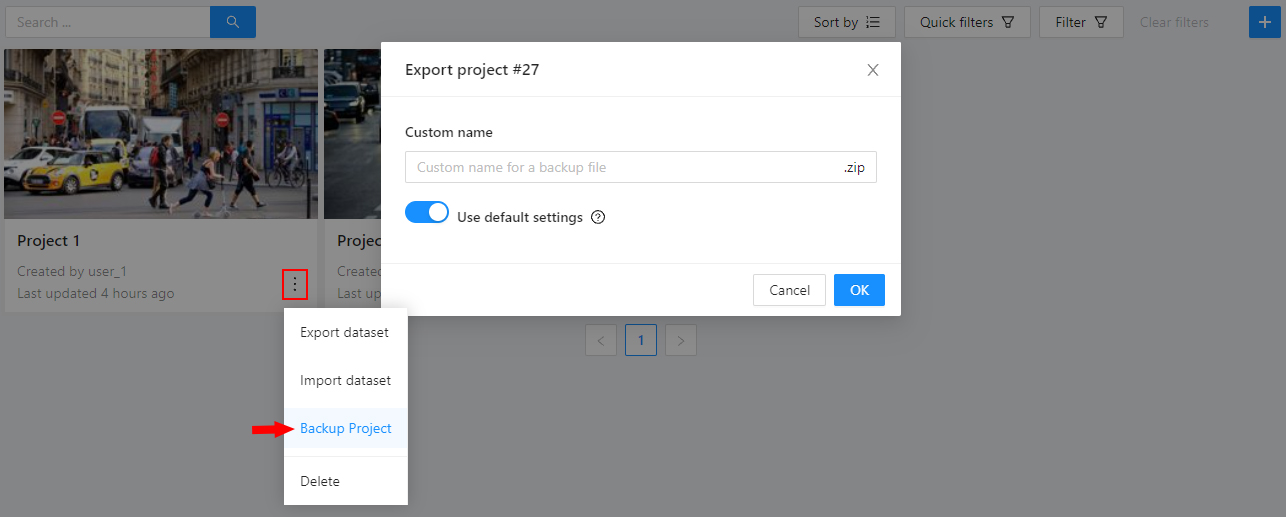 Search ...
Sort by
Quick filters
Filter
Clear filters
Export project #27
Custom name
Custom name for a backup file
.zip
Use default settings
Cancel
OK
Project 1
Created by user_1
Last updated 4 hours ago
Projec
Create
Last up
1
Export dataset
Import dataset
Backup Project
Delete